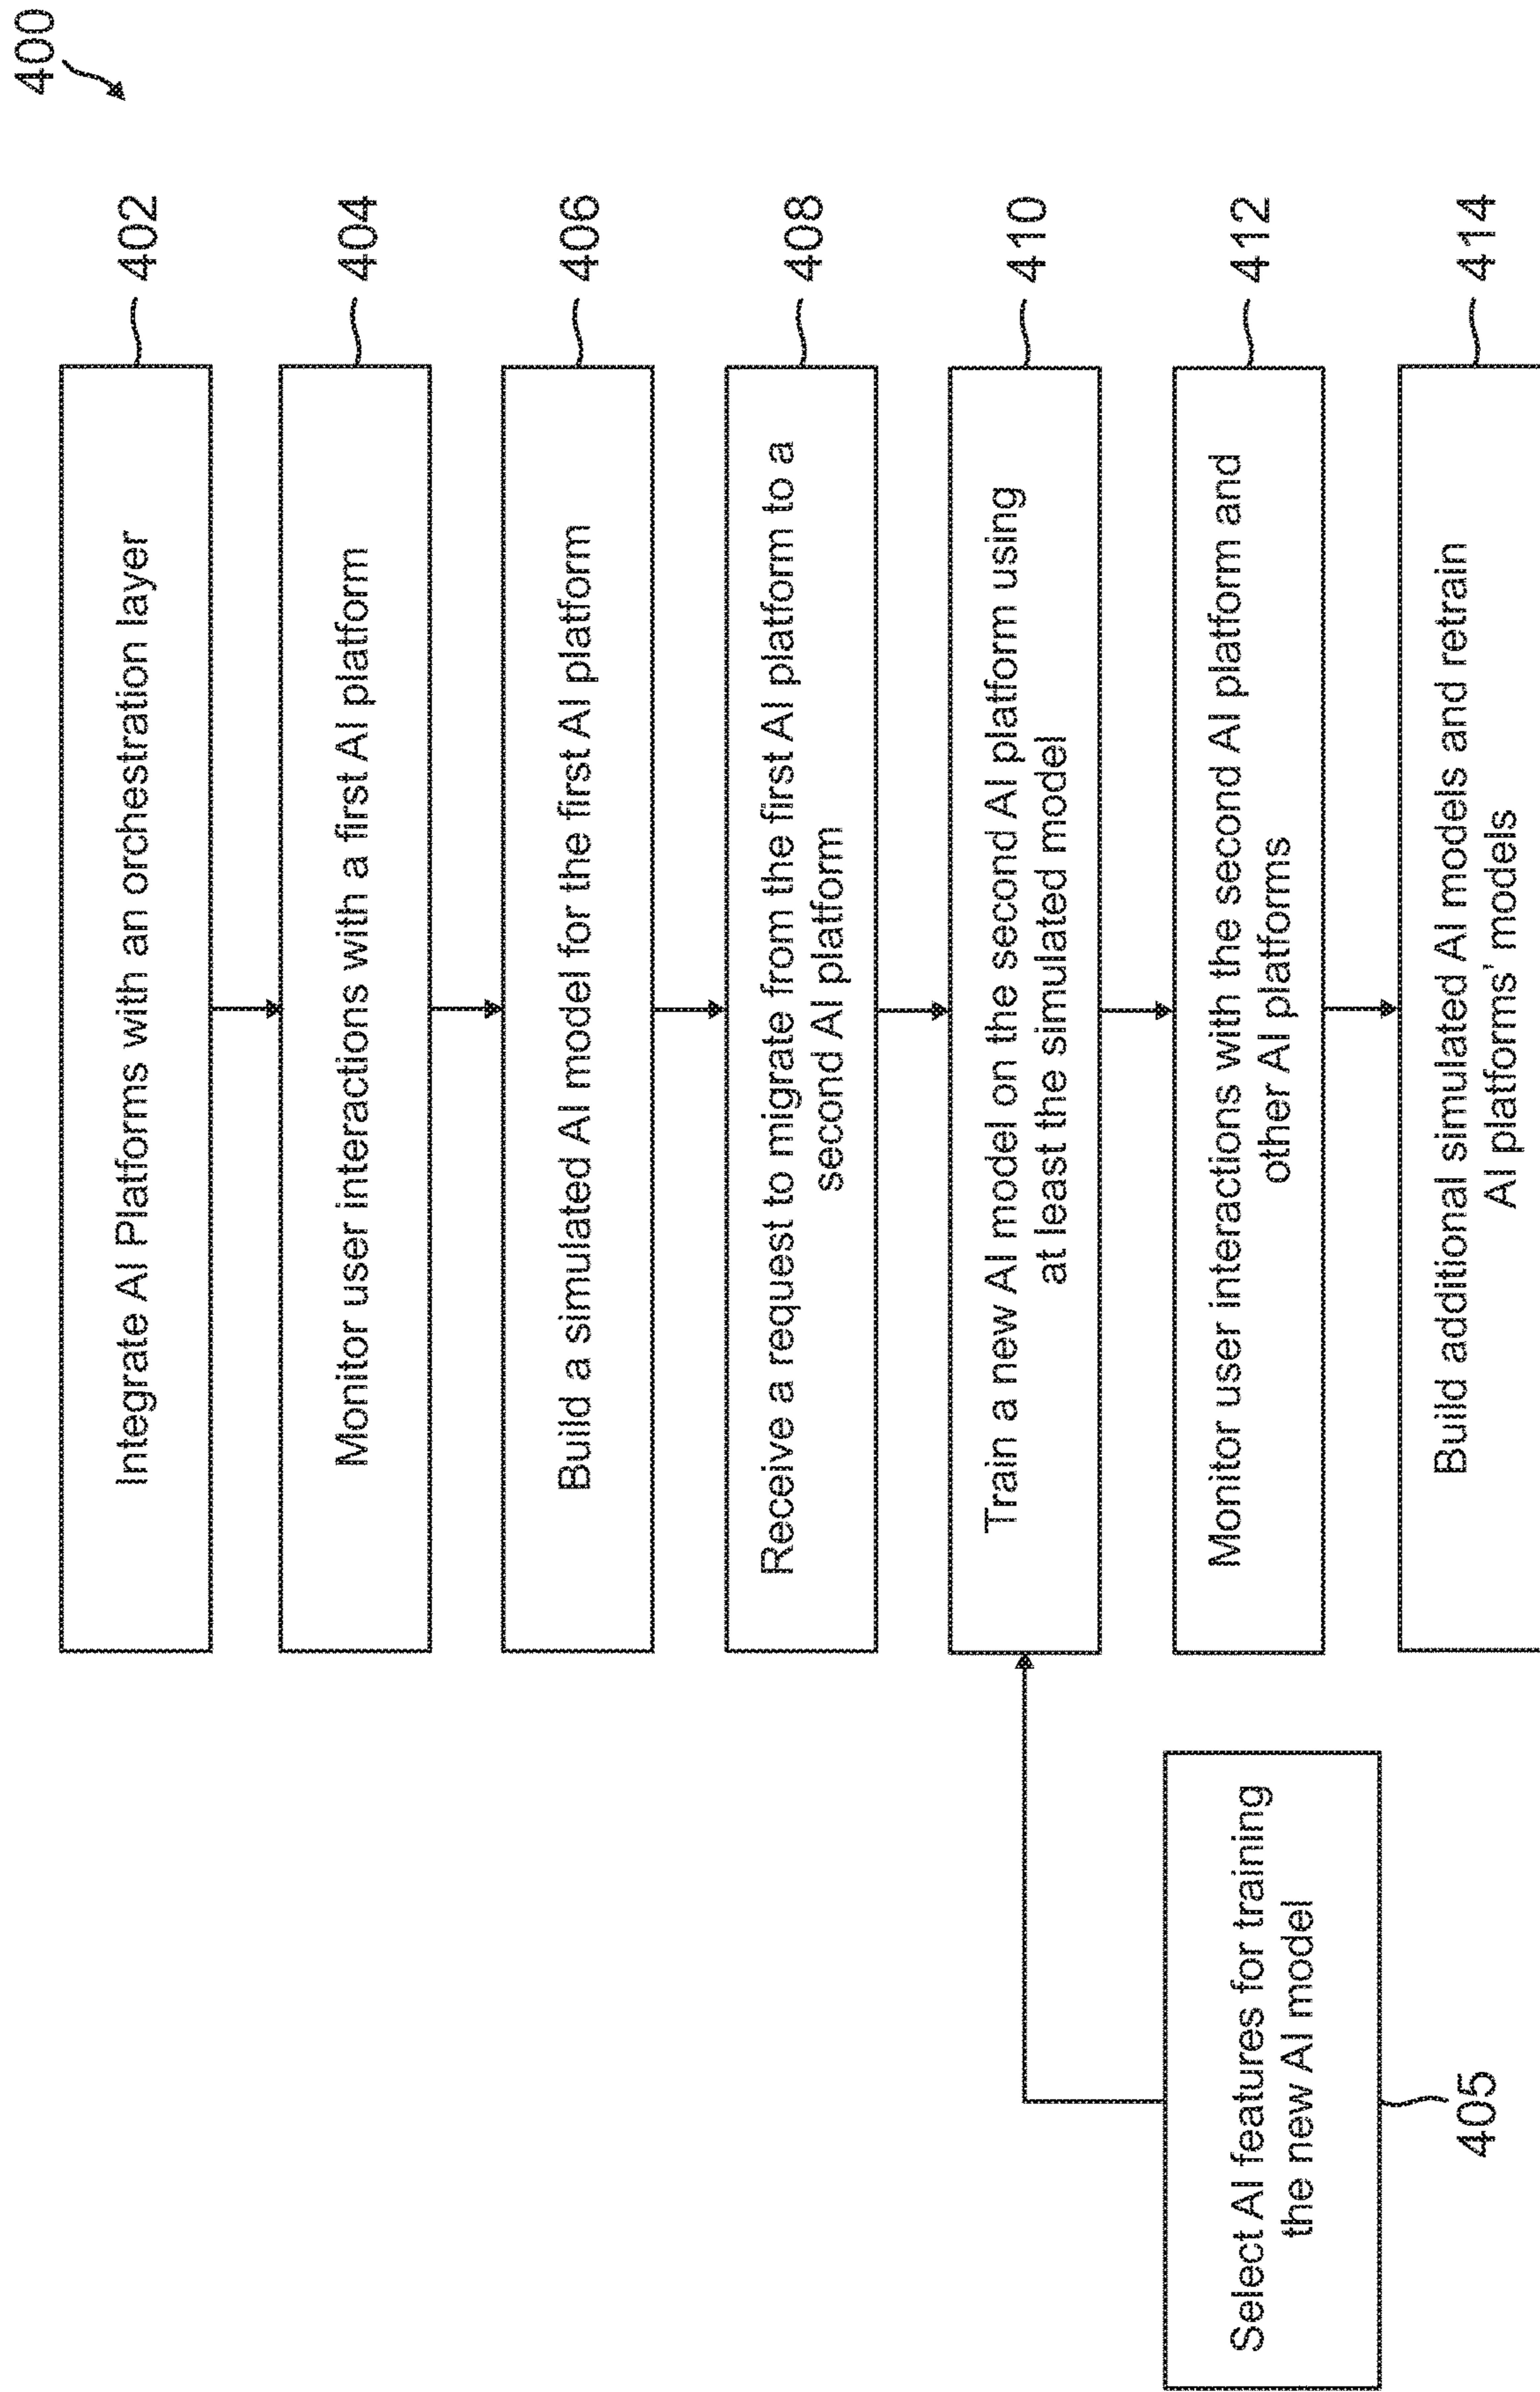 400
Integrate AI Platforms with an orchestration layer
402
Monitor user interactions with a first AI platform
404
Build a simulated AI model for the first AI platform
406
Receive a request to migrate from the first AI platform to a
second AI platform
408
Train a new AI model on the second AI platform using
at least the simulated model
410
Select AI features for training
the new AI model
405
Monitor user interactions with the second AI platform and
other AI platforms
412
Build additional simulated AI models and retrain
AI platforms' models
414